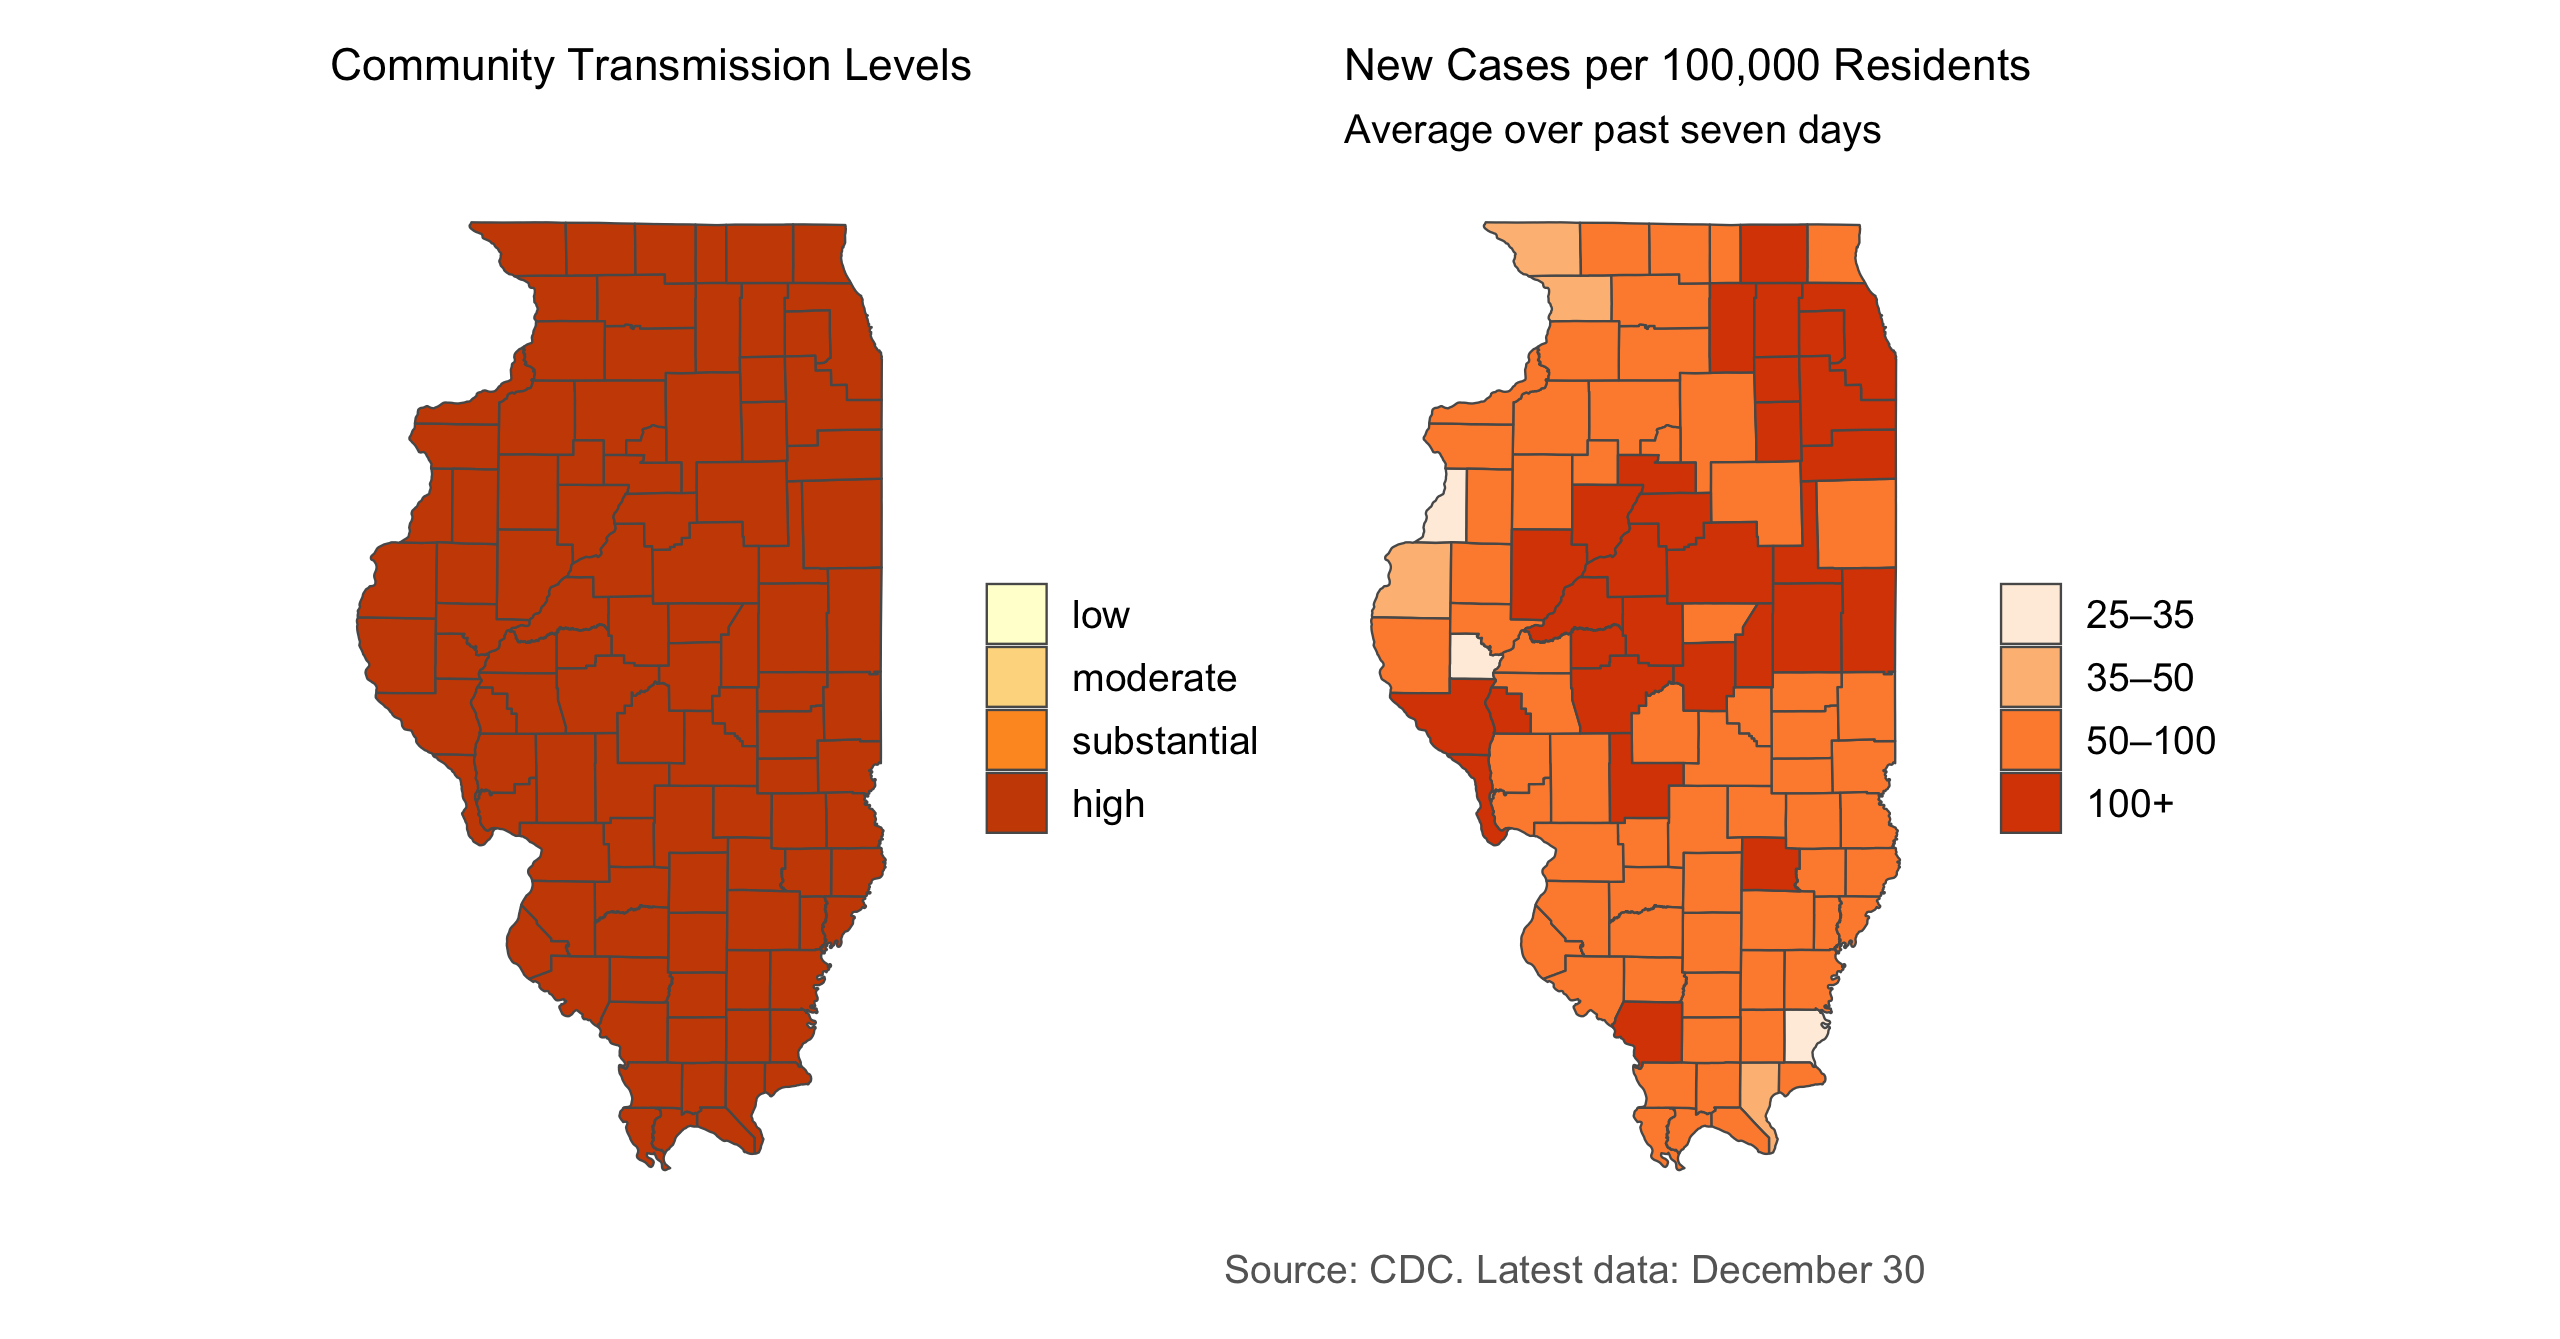 Community Transmission Levels
low
moderate
substantial
high
New Cases per 100,000 Residents
Average over past seven days
25–35
35–50
50–100
100+
Source: CDC. Latest data: December 30